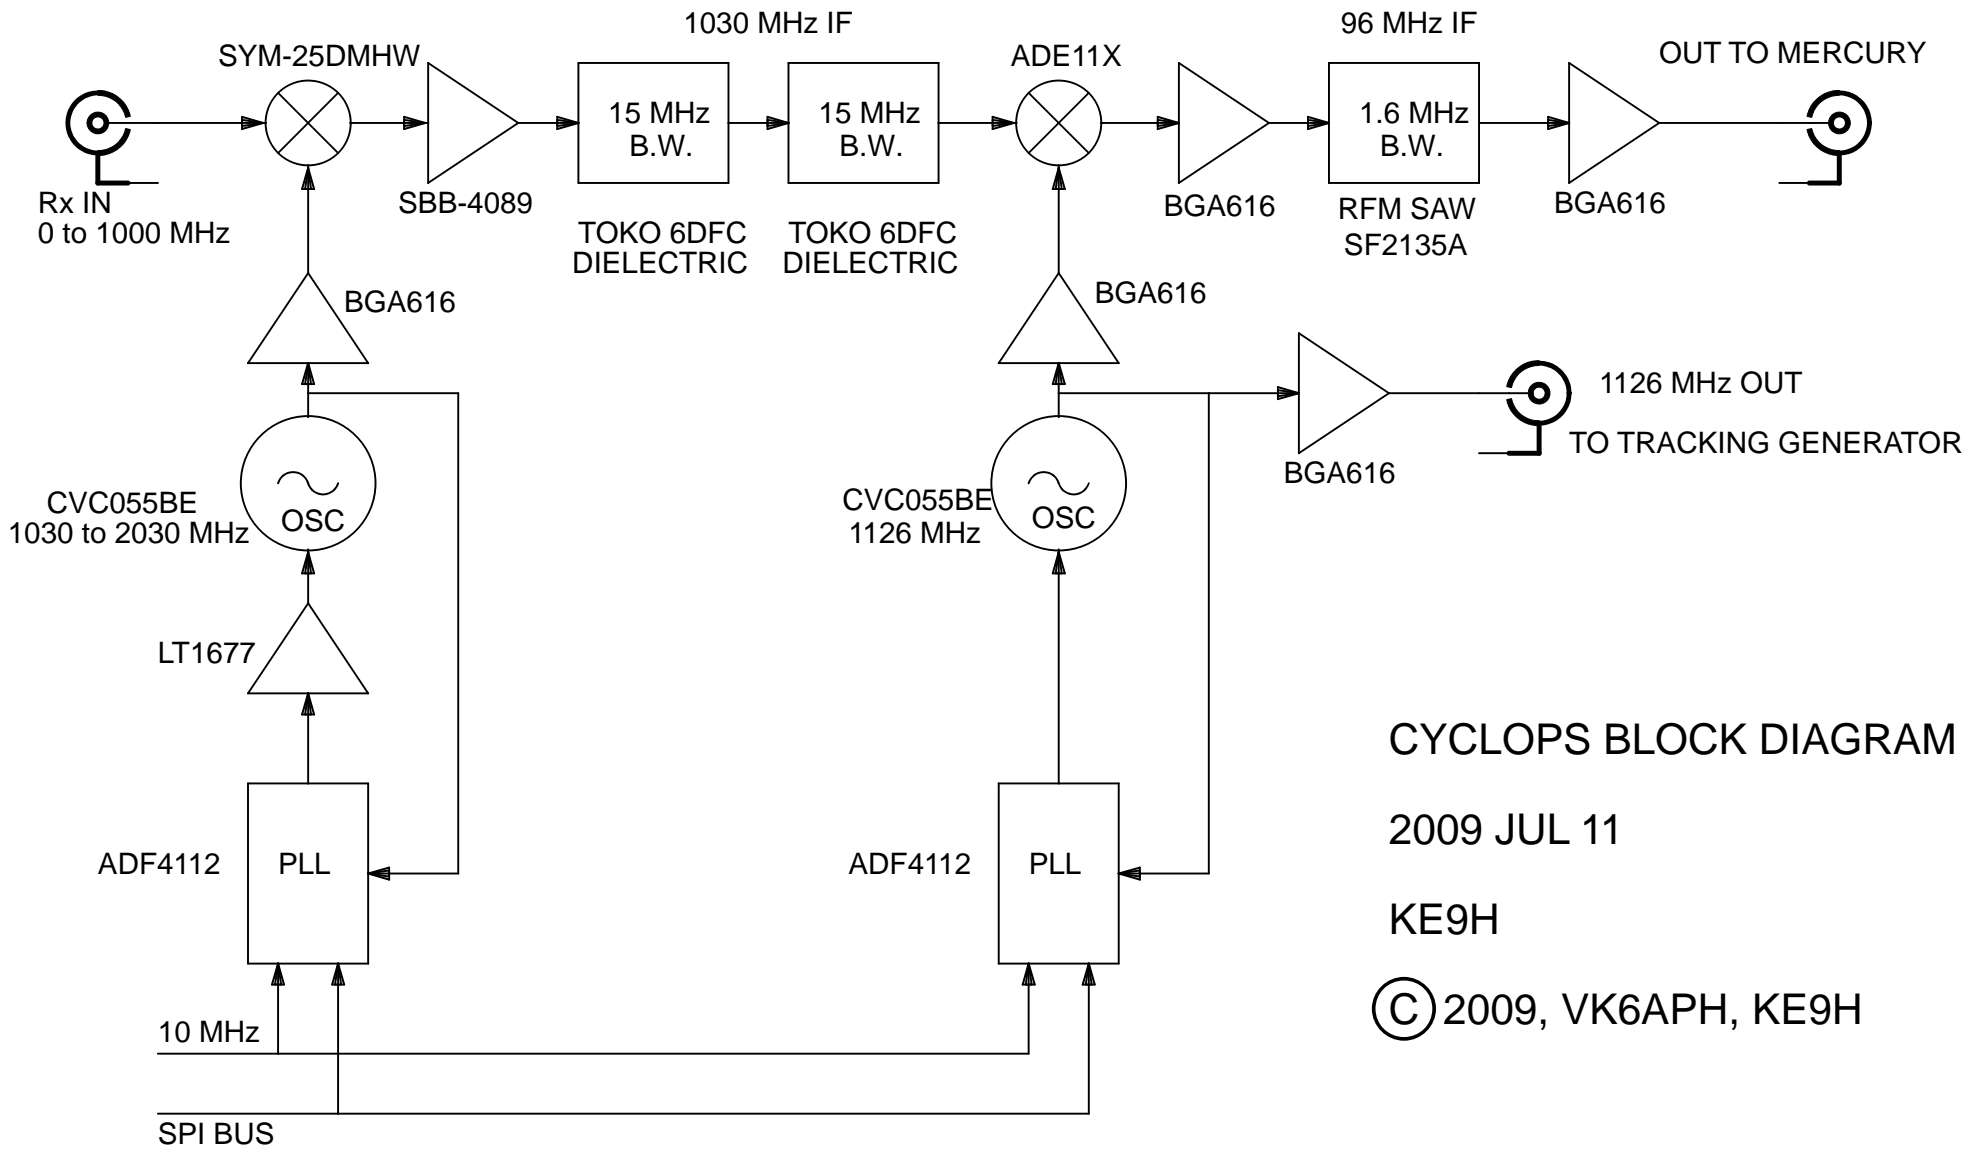 1030 MHz IF
96 MHz IF
SYM-25DMHW
ADE11X
OUT TO MERCURY
15 MHz
B.W.
15 MHz
B.W.
1.6 MHz
B.W.
Rx IN
0 to 1000 MHz
SBB-4089
TOKO 6DFC
DIELECTRIC
TOKO 6DFC
DIELECTRIC
BGA616
RFM SAW
SF2135A
BGA616
BGA616
BGA616
1126 MHz OUT
TO TRACKING GENERATOR
BGA616
CVC055BE
1030 to 2030 MHz
OSC
CVC055BE
1126 MHz
OSC
LT1677
ADF4112
PLL
ADF4112
PLL
CYCLOPS BLOCK DIAGRAM
2009 JUL 11
KE9H
© 2009, VK6APH, KE9H
10 MHz
SPI BUS